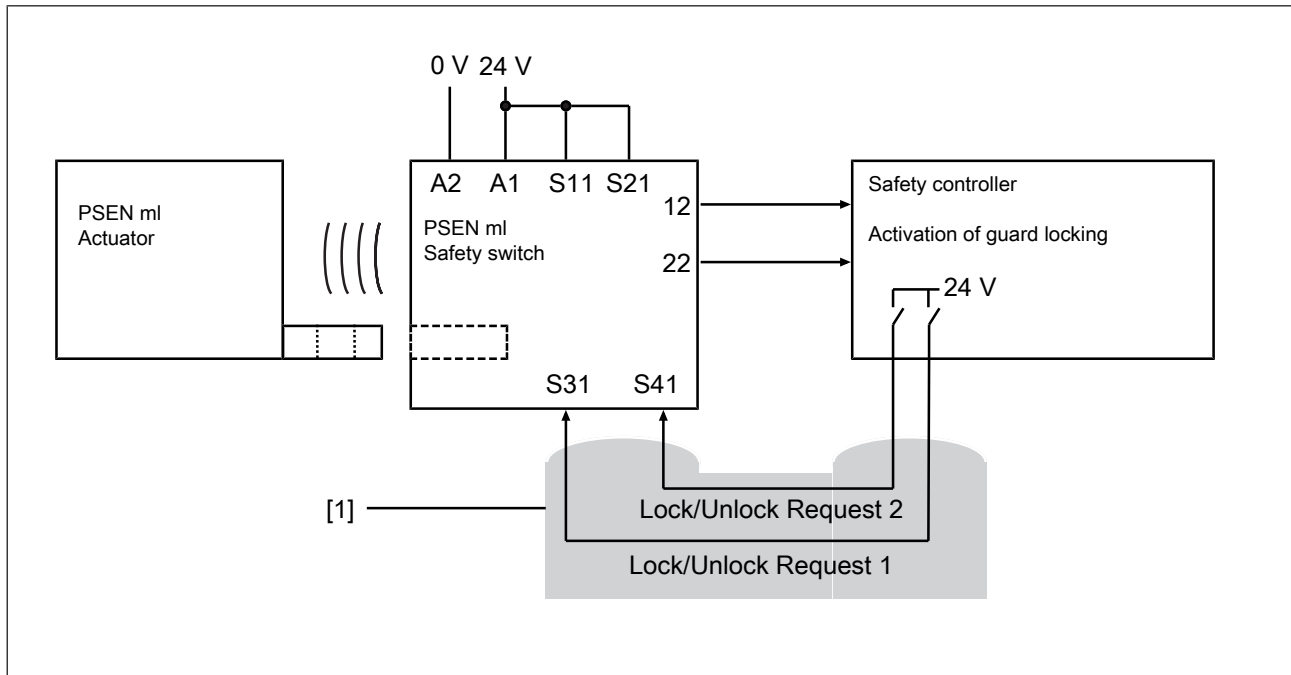 0 V 24 V
A2 A1 S11 S21
12
22
PSEN ml
Actuator
PSEN ml
Safety switch
S31 S41
Safety controller
Activation of guard locking
24 V
[1]
Lock/Unlock Request 2
Lock/Unlock Request 1